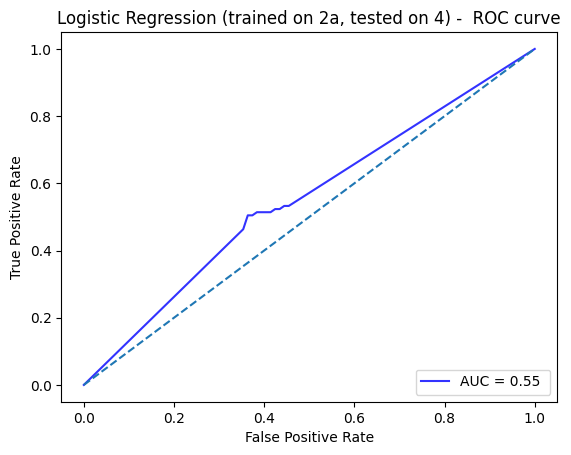 Logistic Regression (trained on 2a, tested on 4) -  ROC curve
1.0
0.8
0.6
0.4
0.2
0.0
True Positive Rate
AUC = 0.55
0.0 0.2 0.4 0.6 0.8 1.0
False Positive Rate